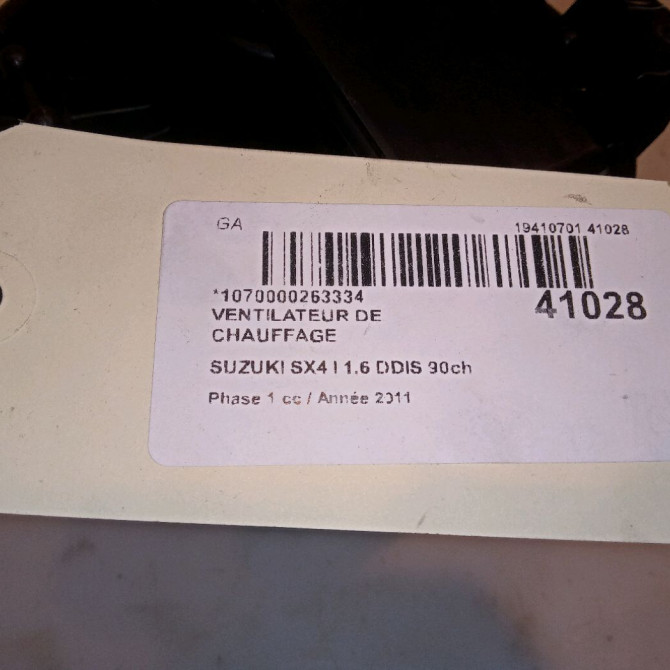 GA
19410701 41028
*1070000263334
41028
VENTILATEUR DE
CHAUFFAGE
SUZUKI SX4 I 1.6 DDIS 90ch
Phase 1 cc / Année 2011